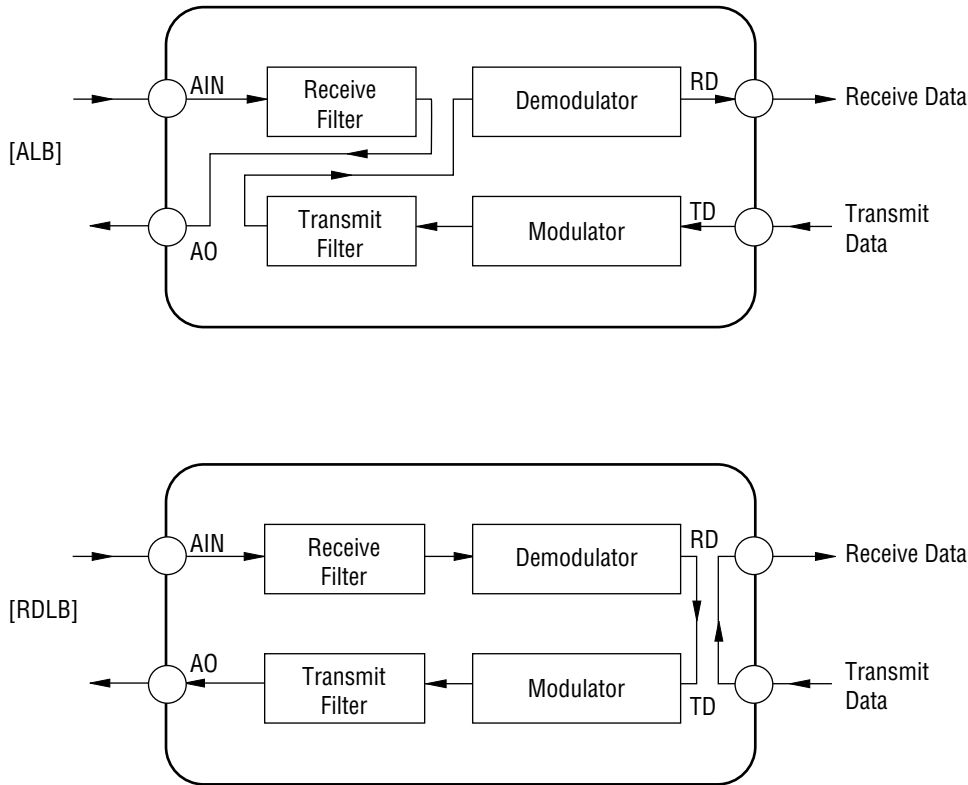 AIN
Receive
Filter
Demodulator
RD
Receive Data
[ALB]
AO
Transmit
Filter
Modulator
TD
Transmit
Data
AIN
Receive
Filter
Demodulator
RD
Receive Data
[RDLB]
AO
Transmit
Filter
Modulator
TD
Transmit
Data